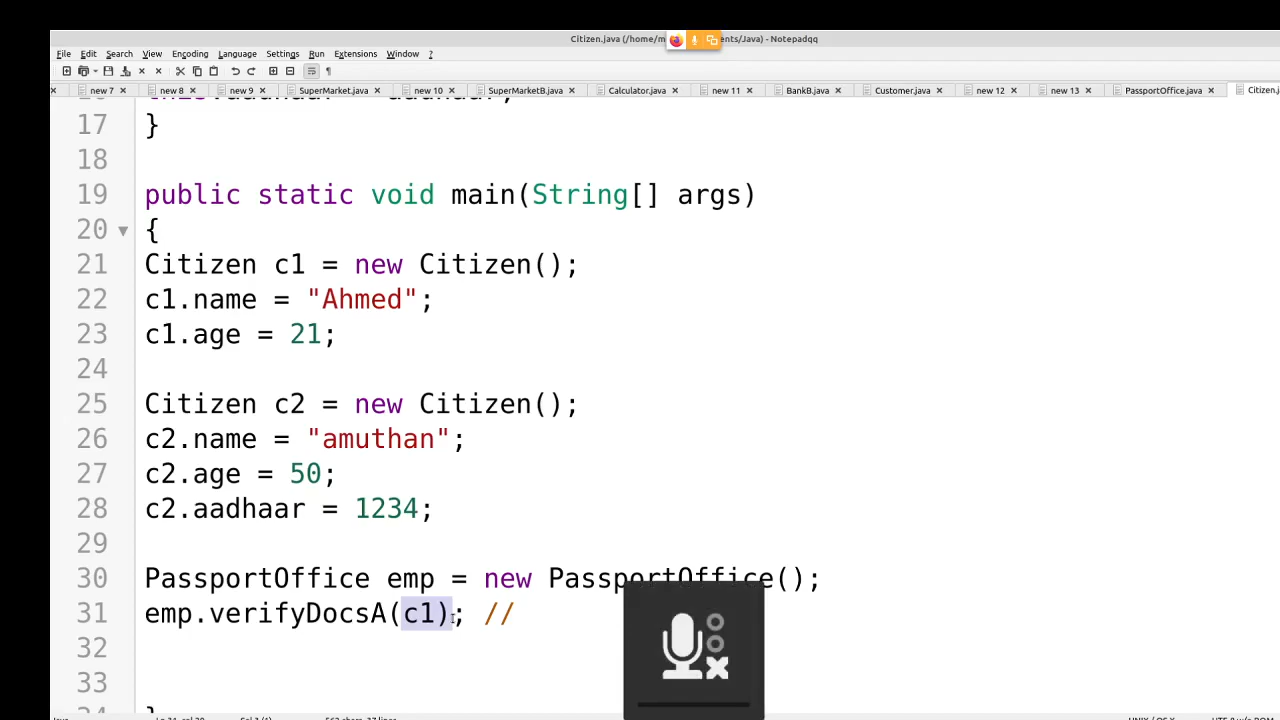 Citizen.java (/home/m ents/Java) - Notepadqq
File Edit Search View Encoding Language Settings Run Extensions Window ?
new 7 new 8 new 9 SuperMarket.java new 10 SuperMarketB.java Calculator.java new 11 BankB.java Customer.java new 12 new 13 PassportOffice.java Citizen.j
17 }
18
19 public static void main(String[] args)
20 {
21 Citizen c1 = new Citizen();
22 c1.name = "Ahmed";
23 c1.age = 21;
24
25 Citizen c2 = new Citizen();
26 c2.name = "amuthan";
27 c2.age = 50;
28 c2.aadhaar = 1234;
29
30 PassportOffice emp = new PassportOffice();
31 emp.verifyDocsA(c1); //
32
33